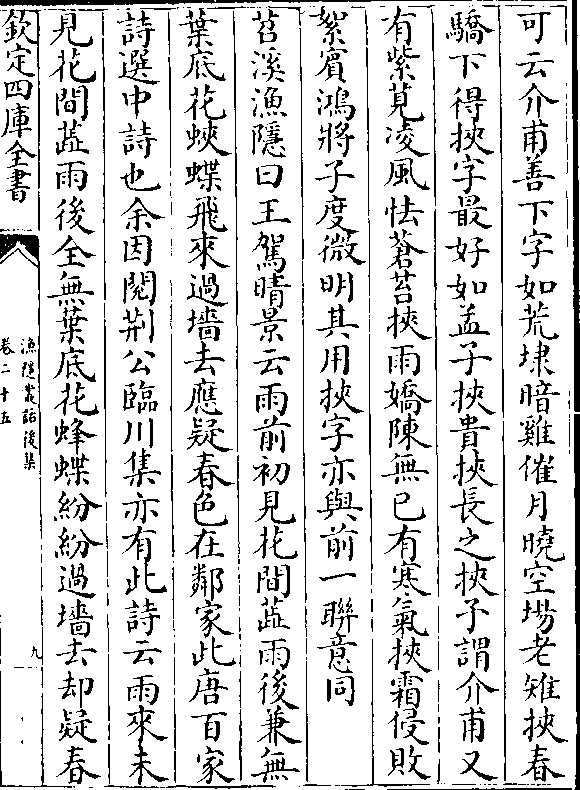 可云介甫善下字如荒埭暗雞催月曉空場老雉挾春
驕下得挾字最好如孟子挾貴挾長之挾予謂介甫又
有紫莧凌風怯蒼苔挾雨嬌陳無已有寒氣挾霜侵敗
絮賓鴻將子度微明其用挾字亦與前一聯意同
苕溪漁隱曰王駕晴景云雨前初見花間蘂雨後兼無
葉底花蛺蝶飛來過墻去應疑春色在鄰家此唐百家
詩選中詩也余因閱荆公臨川集亦有此詩云雨來未
見花間蘂雨後全無葉底花蜂蝶紛紛過墻去却疑春
欽定四庫全書
漁隱叢話後集
卷二十五
九